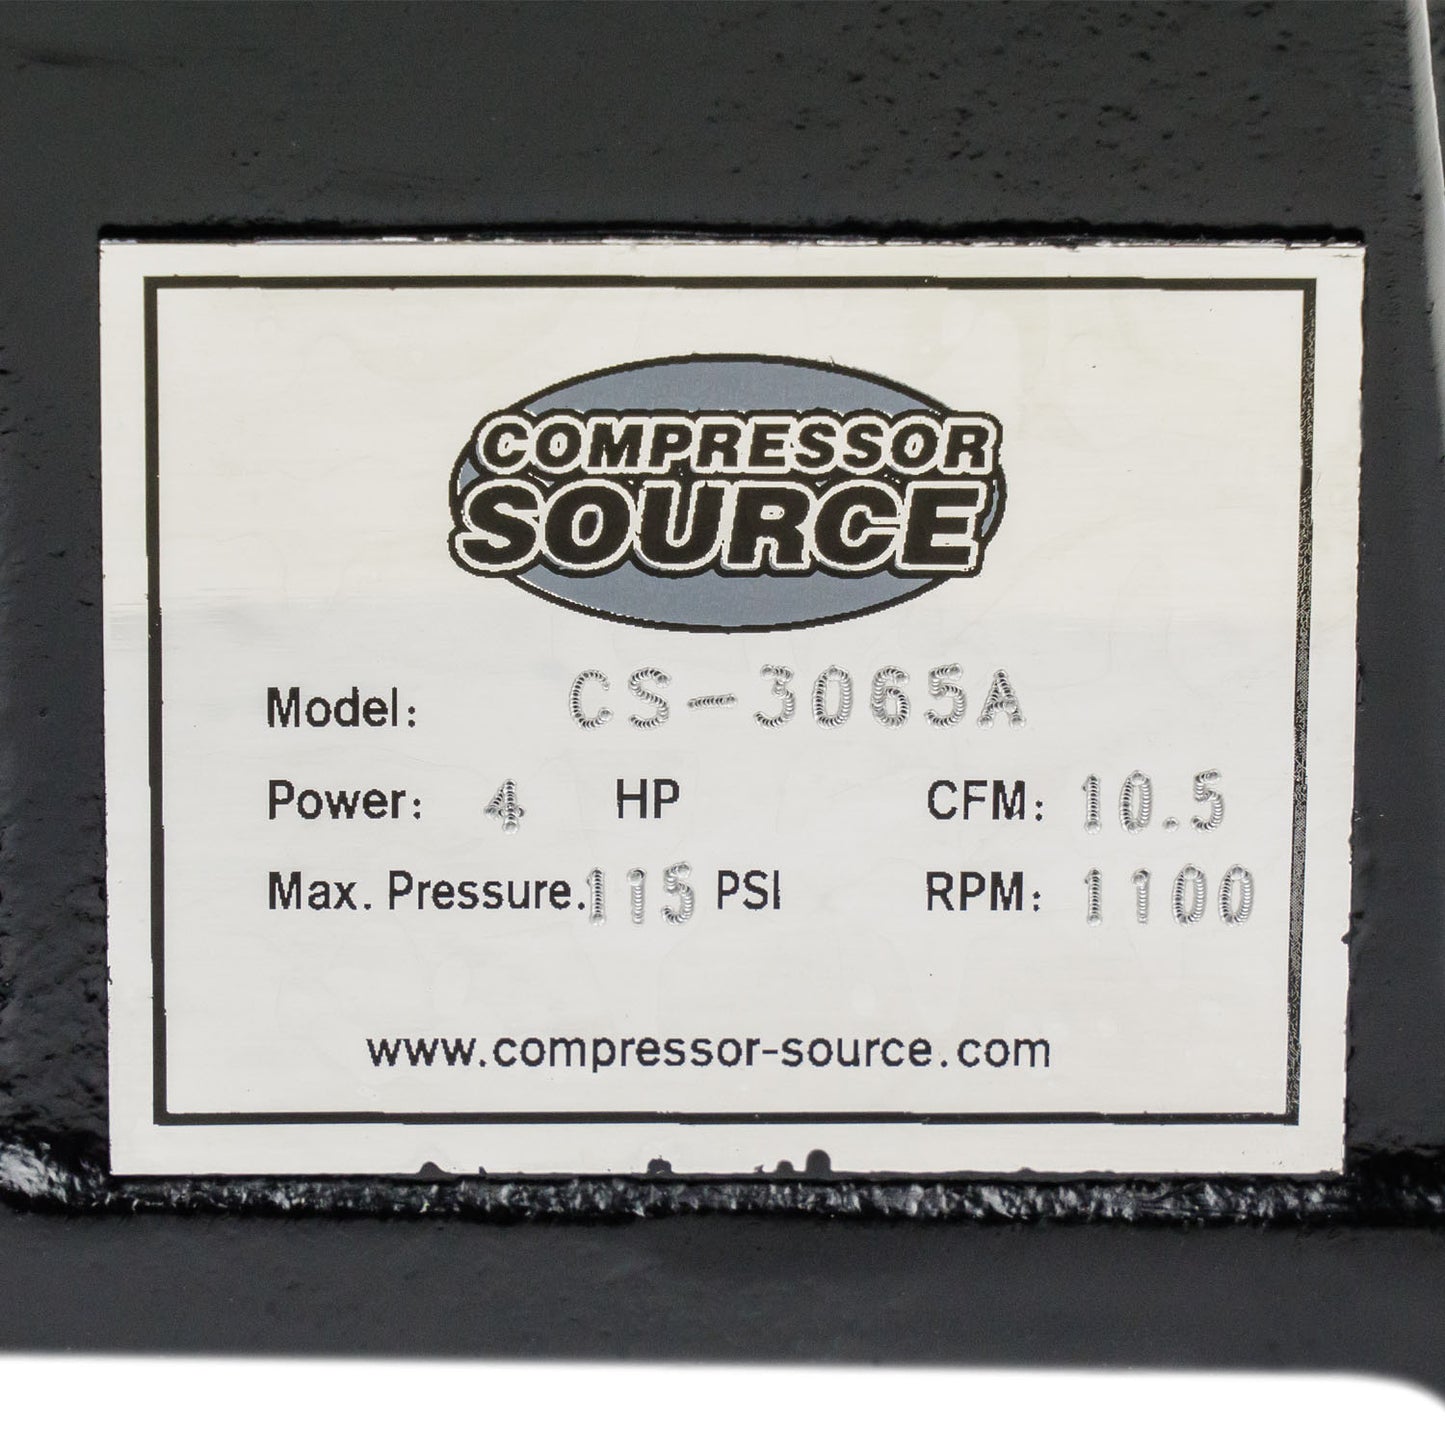 COMPRESSOR
SOURCE
Model: CS-3065A
Power: 4 HP CFM: 10.5
Max. Pressure.115 PSI RPM: 1100
www.compressor-source.com